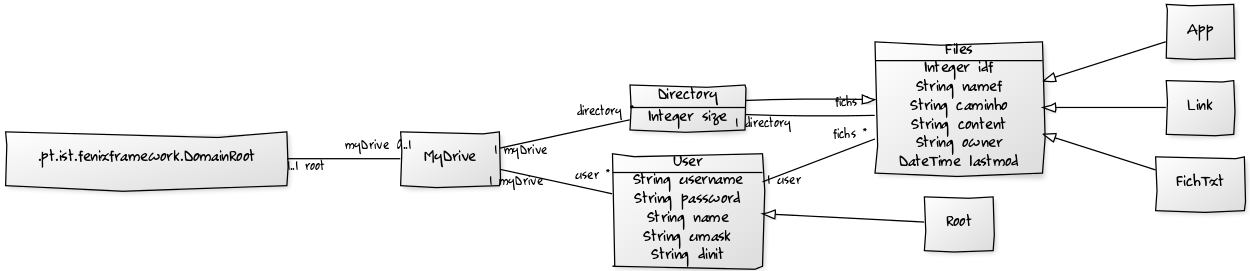 .pt.ist.fenixframework.DomainRoot
1..1 root
myDrive 0..1
MyDrive
1 myDrive
1 myDrive
directory *
user *
Directory
Integer size
1 directory
fichs *
User
String username
String password
String name
String umask
String dinit
1 user
fichs *
Files
Integer idf
String namef
String caminho
String content
String owner
DateTime lastmod
Root
App
Link
FichTxt